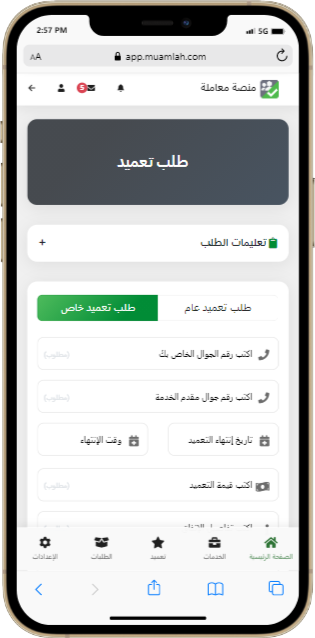 2:57 PM
5G
AA
app.muamlah.com
منصة معاملة
5
طلب تعميد
تعليمات الطلب
+
طلب تعميد عام
طلب تعميد خاص
اكتب رقم الجوال الخاص بك
(مطلوب)
اكتب رقم جوال مقدم الخدمة
(مطلوب)
تاريخ إنتهاء التعميد
وقت الإنتهاء
اكتب قيمة التعميد
(مطلوب)
الصفحة الرئيسية
الخدمات
تعميد
الطلبات
الإعدادات